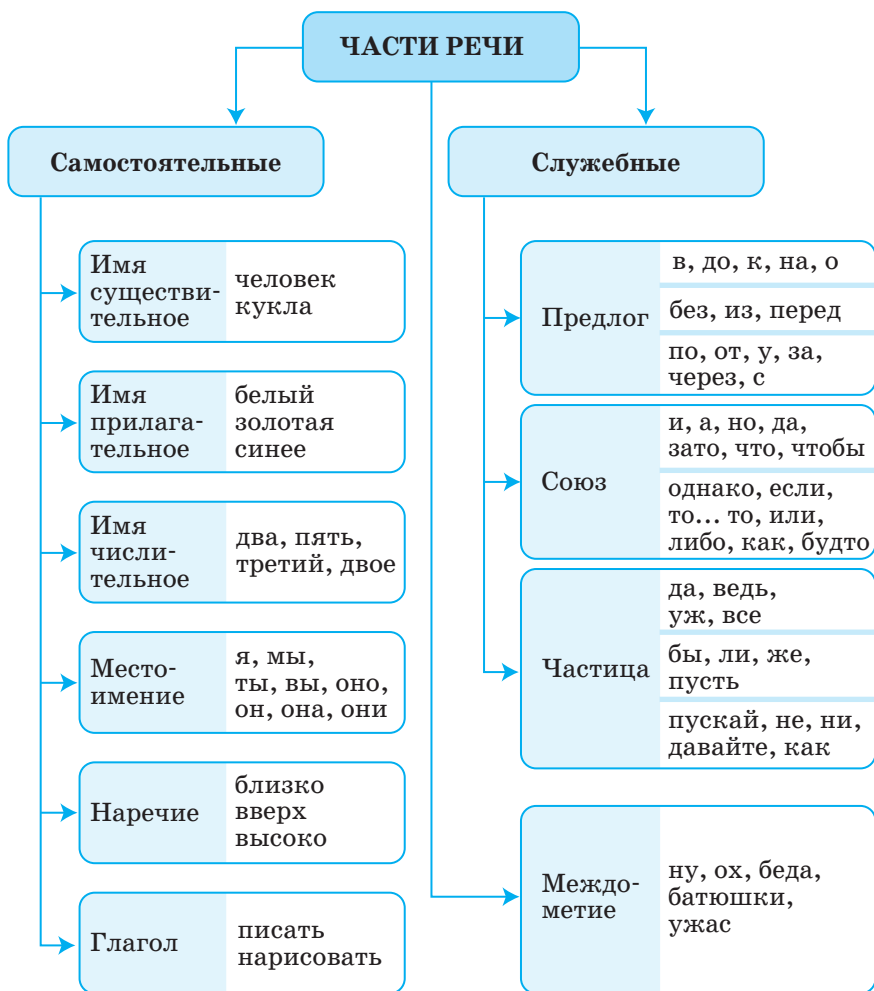 ЧАСТИ РЕЧИ
Самостоятельные
Имя
существи-
тельное
человек
кукла
Имя
прилага-
тельное
белый
золотая
синее
Имя
числи-
тельное
два, пять,
третий, двое
Место-
имение
я, мы,
ты, вы, оно,
он, она, они
Наречие
близко
вверх
высоко
Глагол
писать
нарисовать
Служебные
Предлог
в, до, к, на, о
без, из, перед
по, от, у, за,
через, с
Союз
и, а, но, да,
зато, что, чтобы
однако, если,
то... то, или,
либо, как, будто
Частица
да, ведь,
уж, все
бы, ли, же,
пусть
пускай, не, ни,
давайте, как
Междо-
метие
ну, ох, беда,
батюшки,
ужас